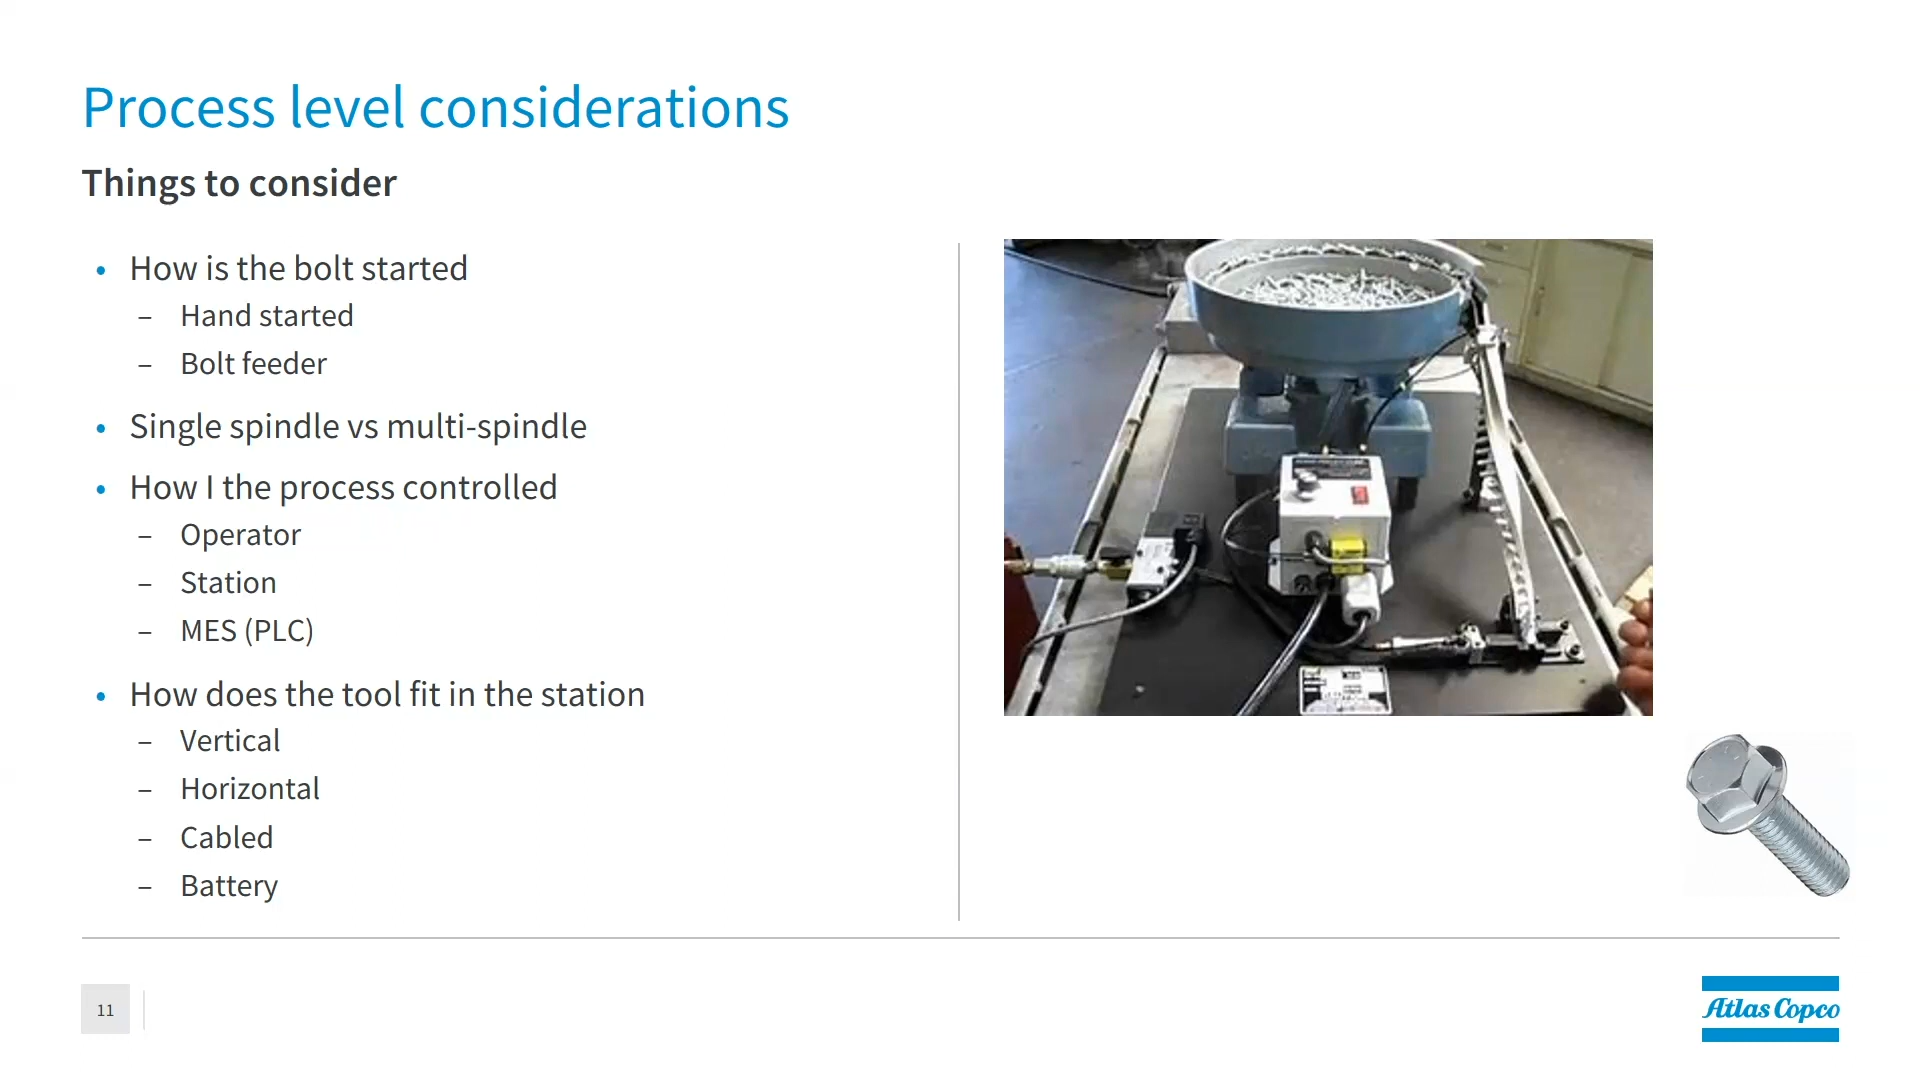 Process level considerations
Things to consider
• How is the bolt started
– Hand started
– Bolt feeder
• Single spindle vs multi-spindle
• How I the process controlled
– Operator
– Station
– MES (PLC)
• How does the tool fit in the station
– Vertical
– Horizontal
– Cabled
– Battery
11
Atlas Copco